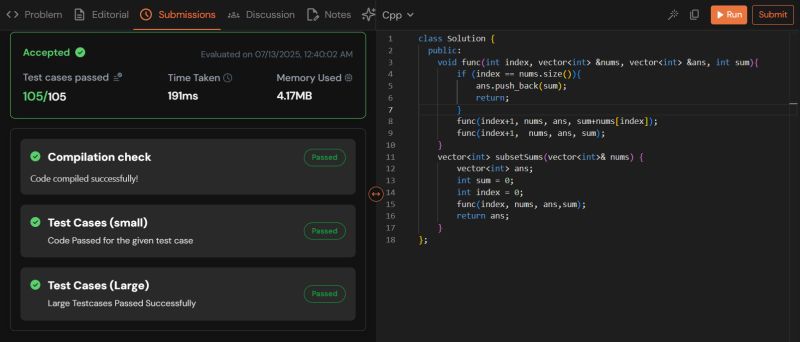 Problem Editorial Submissions Discussion Notes
Accepted
Evaluated on 07/13/2025, 12:40:02 AM
Test cases passed Time Taken Memory Used
105/105 191ms 4.17MB
Compilation check
Passed
Code compiled successfully!
Test Cases (small)
Passed
Code Passed for the given test case
Test Cases (Large)
Passed
Large Testcases Passed Successfully
Cpp Run Submit
1 class Solution {
2 public:
3 void func(int index, vector<int> &nums, vector<int> &ans, int sum){
4 if (index == nums.size()){
5 ans.push_back(sum);
6 return;
7 }
8 func(index+1, nums, ans, sum+nums[index]);
9 func(index+1,  nums, ans, sum);
10 }
11 vector<int> subsetSums(vector<int>& nums) {
12 vector<int> ans;
13 int sum = 0;
14 int index = 0;
15 func(index, nums, ans,sum);
16 return ans;
17 }
18 };